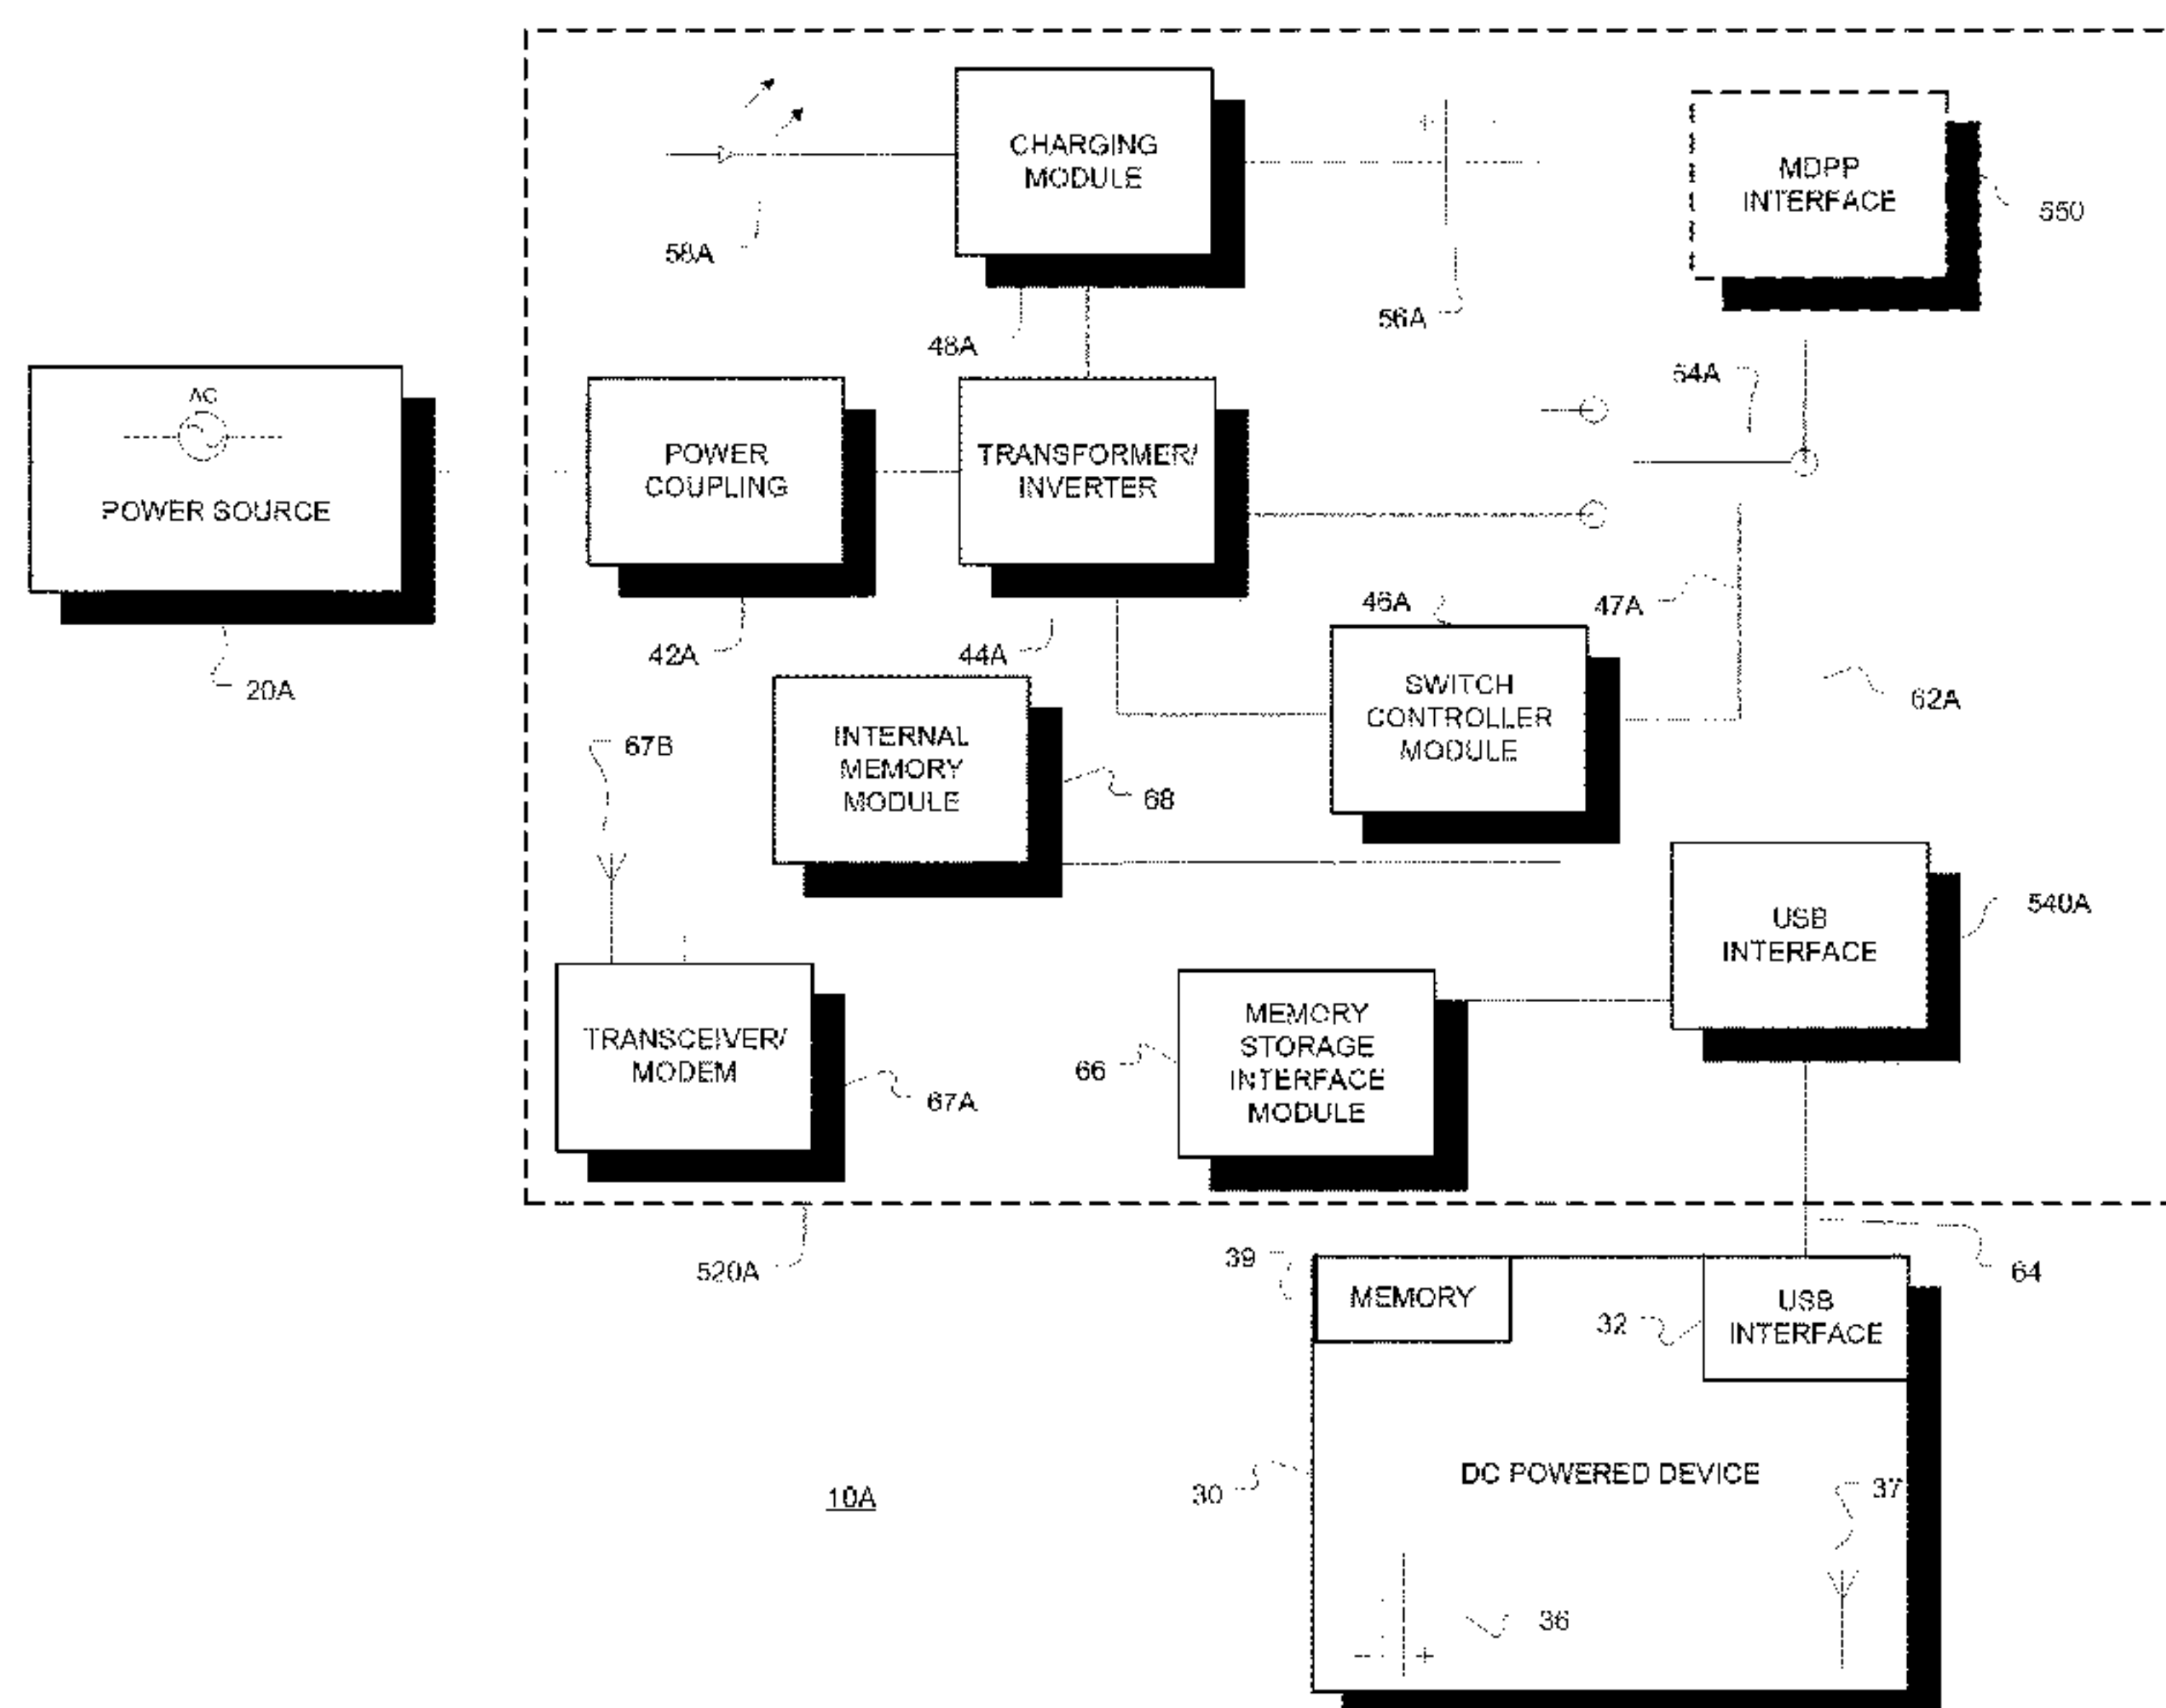 CHARGING
MODULE
MDPP
INTERFACE
550
58A
56A
48A
54A
AC
POWER SOURCE
POWER
COUPLING
TRANSFORMER/
INVERTER
46A
47A
42A
44A
20A
SWITCH
CONTROLLER
MODULE
62A
67B
INTERNAL
MEMORY
MODULE
68
USB
INTERFACE
540A
TRANSCEIVER/
MODEM
67A
MEMORY
STORAGE
INTERFACE
MODULE
66
520A
39
MEMORY
32
USB
INTERFACE
64
DC POWERED DEVICE
30
37
10A
36